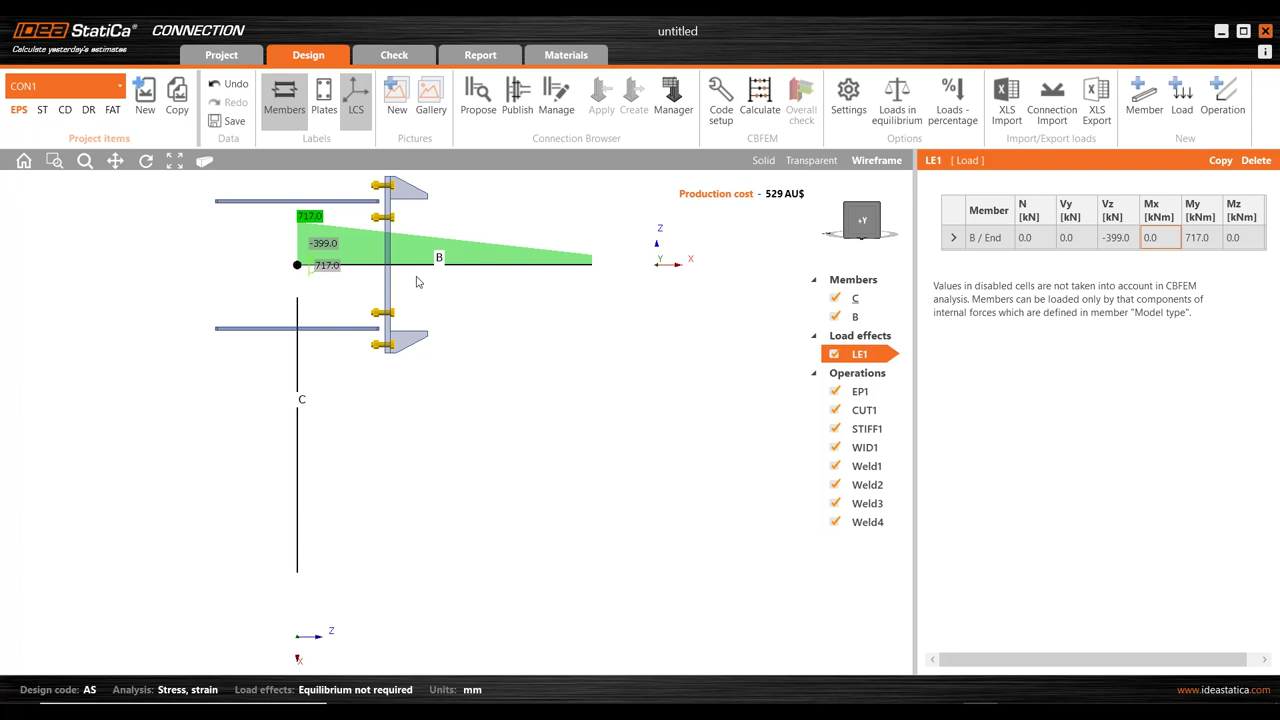 IDEA StatiCa® CONNECTION
Calculate yesterday's estimates
untitled
Project
Design
Check
Report
Materials
i
CON1
EPS ST CD DR FAT
New
Copy
Project items
Undo
Redo
Save
Data
Members
Plates
LCS
Labels
New
Gallery
Pictures
Propose
Publish
Manage
Apply
Create
Manager
Connection Browser
Code setup
Calculate
Overall check
CBFEM
Settings
Loads in equilibrium
Loads - percentage
Options
XLS Import
Connection Import
XLS Export
Import/Export loads
Member
Load
Operation
New
Solid Transparent Wireframe
LE1 [ Load ]
Copy Delete
Production cost - 529 AU$
717.0
-399.0
717.0
B
C
Z
Y
X
+Y
Z
X
Members
C
B
Load effects
LE1
Operations
EP1
CUT1
STIFF1
WID1
Weld1
Weld2
Weld3
Weld4
Member N [kN] Vy [kN] Vz [kN] Mx [kNm] My [kNm] Mz [kNm]
> B / End 0.0 0.0 -399.0 0.0 717.0 0.0
Values in disabled cells are not taken into account in CBFEM
analysis. Members can be loaded only by that components of
internal forces which are defined in member "Model type".
Design code: AS Analysis: Stress, strain Load effects: Equilibrium not required Units: mm
www.ideastatica.com